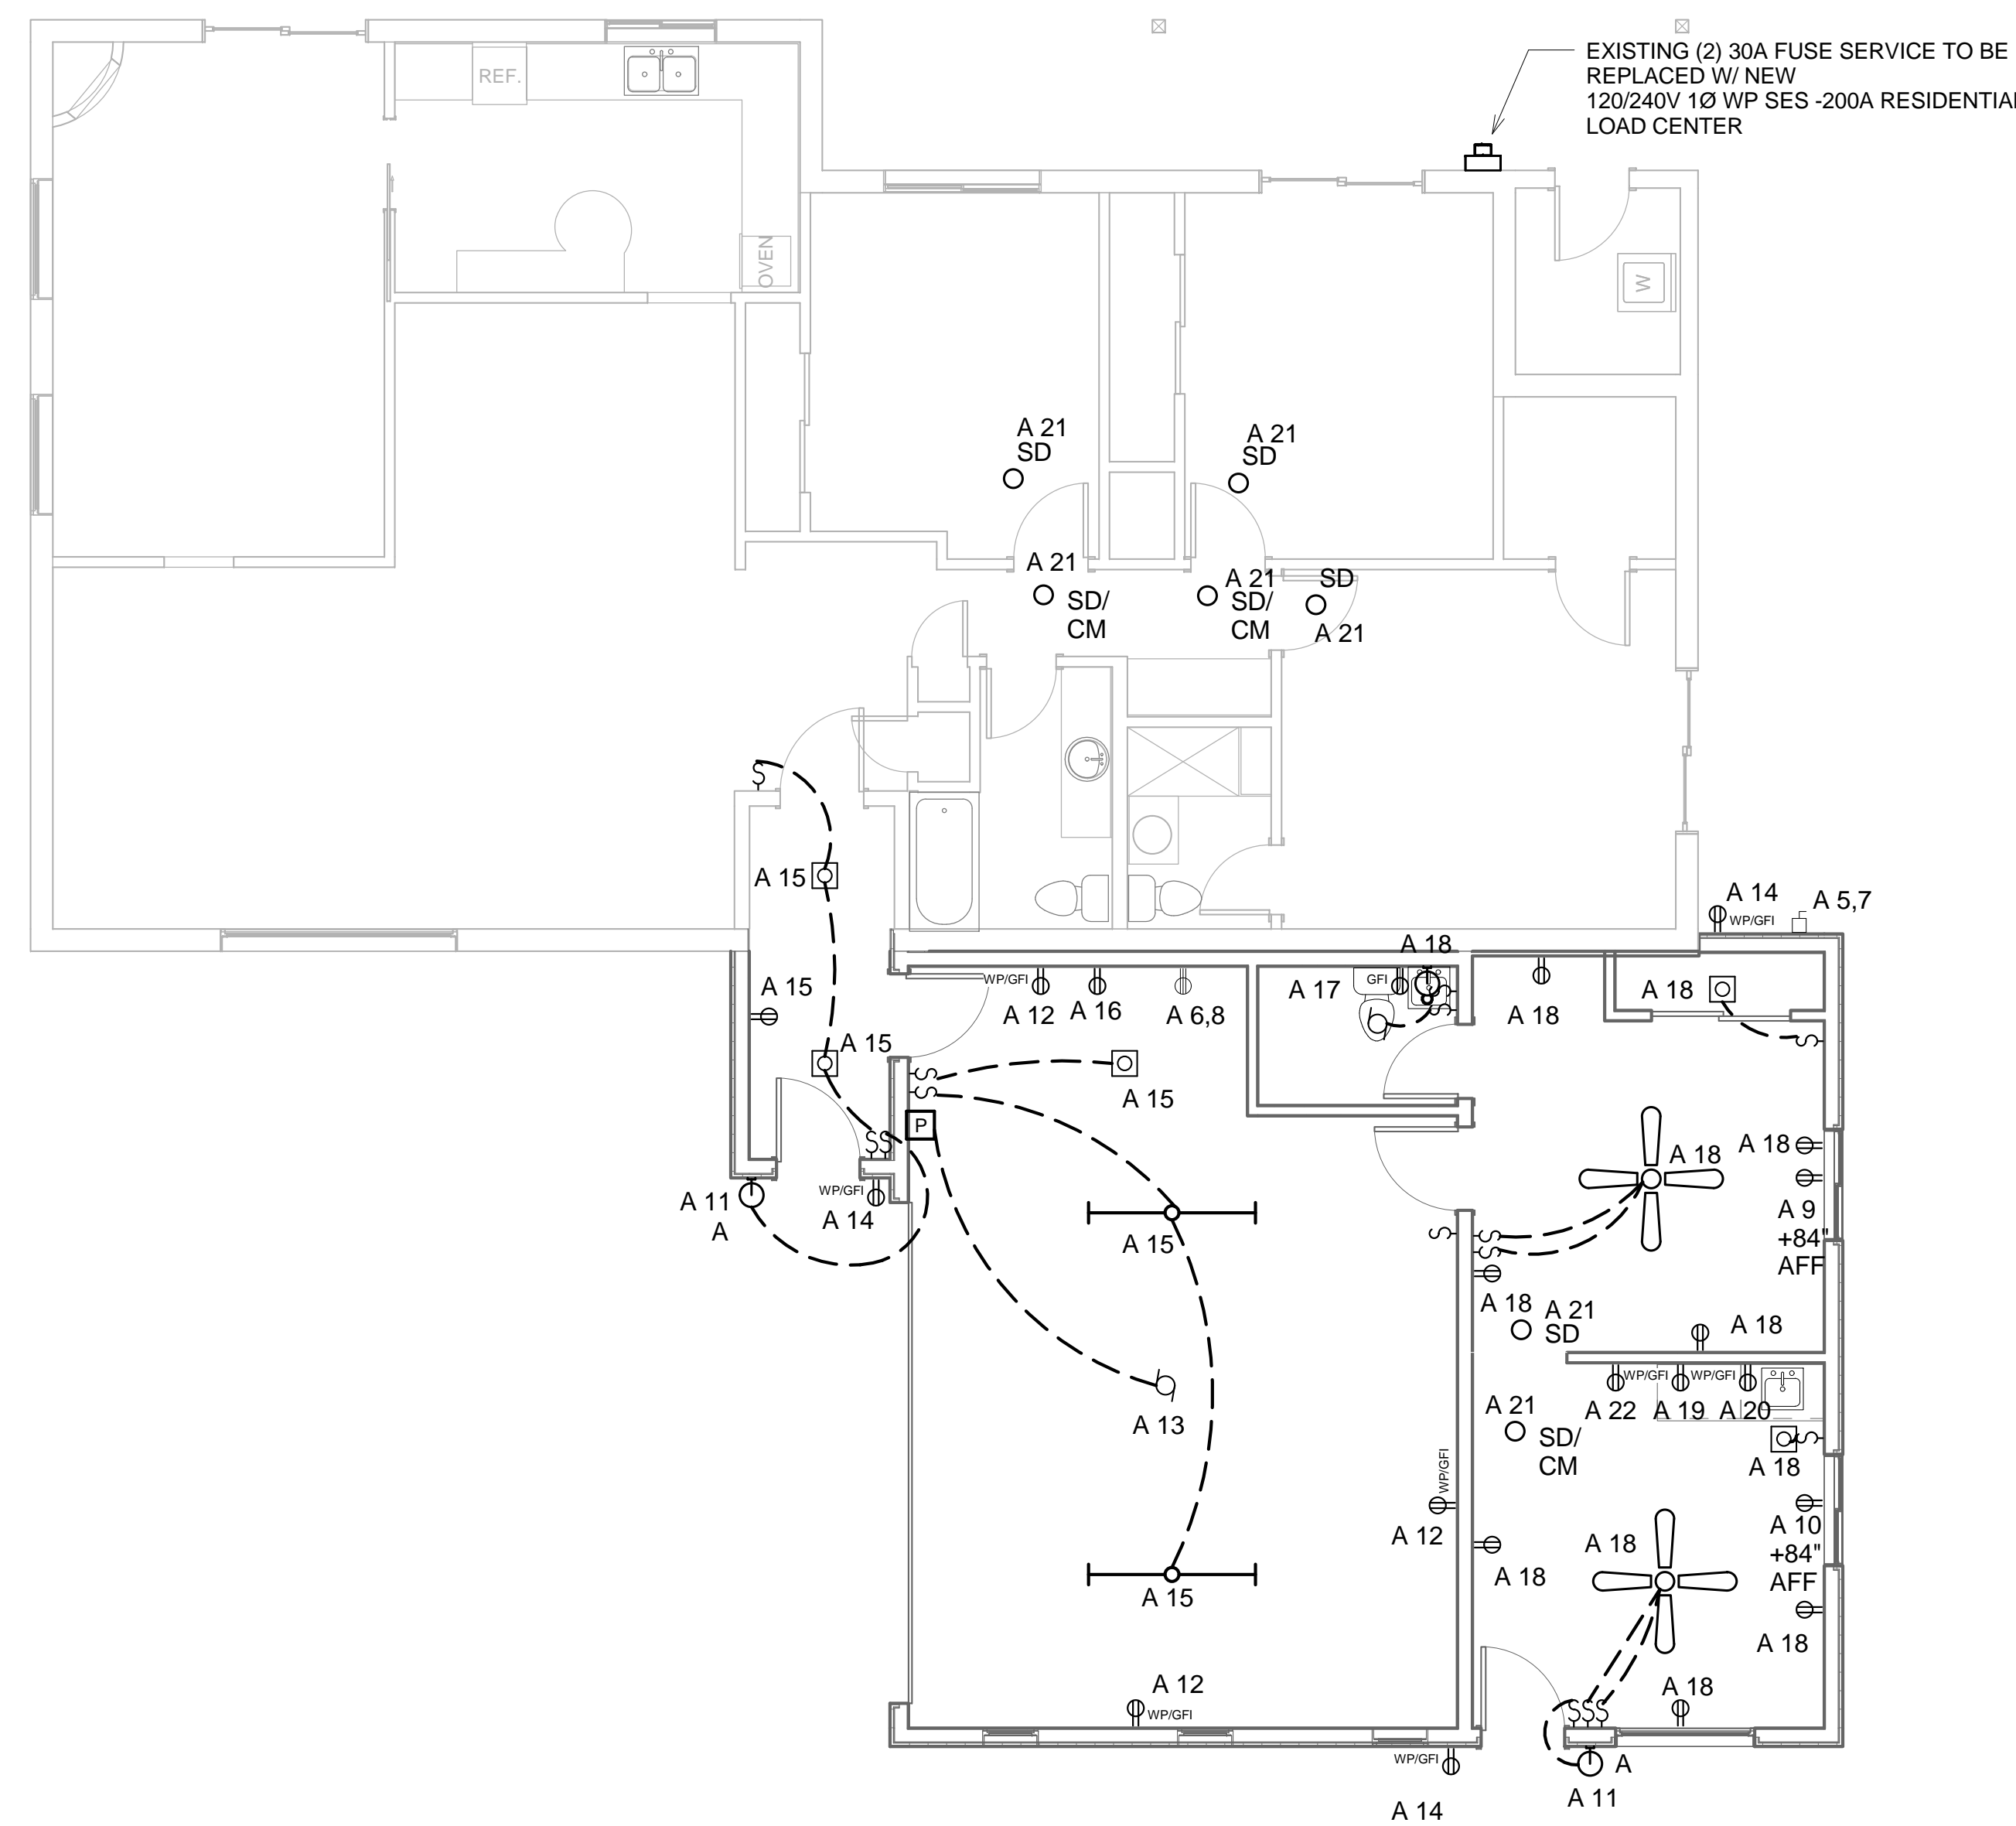 EXISTING (2) 30A FUSE SERVICE TO BE
REPLACED W/ NEW
120/240V 1Ø WP SES -200A RESIDENTIAL
LOAD CENTER
REF.
OVEN
W
A 21
SD
A 21
SD
A 21
SD/
CM
A 21
SD/
CM
SD
A 21
S
A 15
A 14
WP/GFI
A 5,7
A 18
A 15
WP/GFI
A 12
A 16
A 6,8
A 17
GFI
S
S
A 18
A 18
S
A 15
S
S
A 15
P
SS
A 11
A
WP/GFI
A 14
A 15
A 18
A 18
A 9
+84"
AFF
S
S
S
A 18
A 21
SD
A 18
A 13
WP/GFI
WP/GFI
A 22
A 19
A 20
A 21
SD/
CM
S
A 18
WP/GFI
A 12
A 10
+84"
AFF
A 18
A 18
A 15
A 18
A 12
WP/GFI
A 18
SSS
WP/GFI
A 14
A
A 11